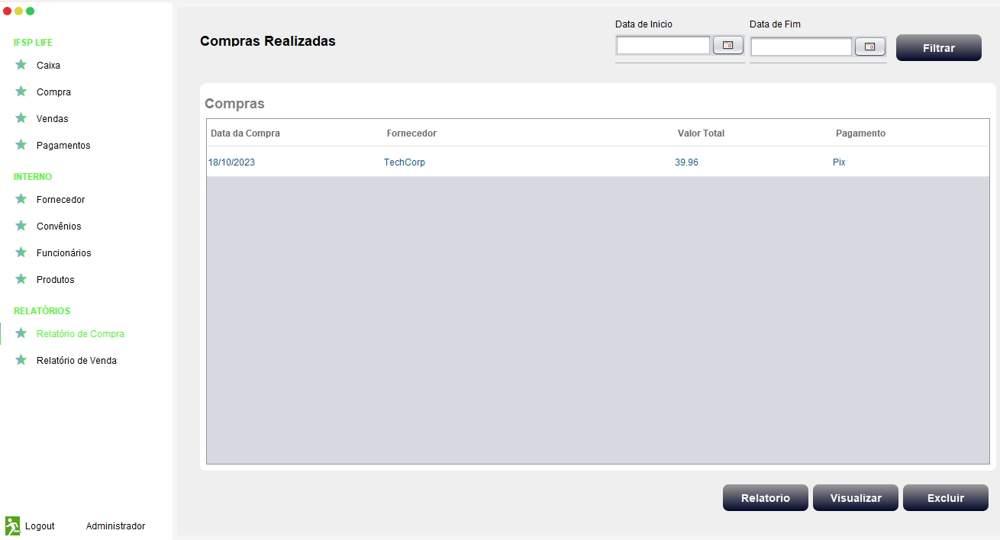 IFSP LIFE
Caixa
Compra
Vendas
Pagamentos
INTERNO
Fornecedor
Convênios
Funcionários
Produtos
RELATÓRIOS
Relatório de Compra
Relatório de Venda
Logout
Administrador
Compras Realizadas
Data de Inicio
Data de Fim
Filtrar
Compras
Data da Compra Fornecedor Valor Total Pagamento
18/10/2023 TechCorp 39.96 Pix
Relatorio Visualizar Excluir